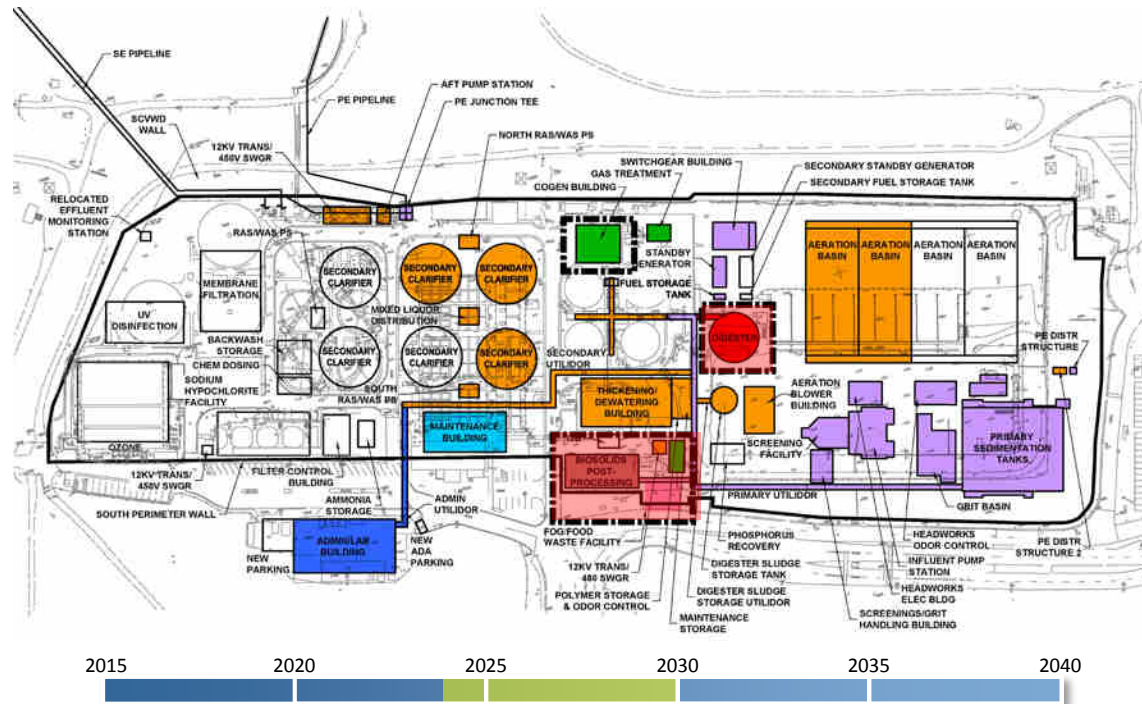 SE PIPELINE
AFT PUMP STATION
PE PIPELINE
PE JUNCTION TEE
SCVWD
WALL
12KV TRANS/
480V SWGR
NORTH RAS/WAS PS
SWITCHGEAR BUILDING
GAS TREATMENT
COGEN BUILDING
SECONDARY STANDBY GENERATOR
SECONDARY FUEL STORAGE TANK
RELOCATED
EFFLUENT
MONITORING
STATION
RAS/WAS PS
MEMBRANE
FILTRATION
SECONDARY
CLARIFIER
SECONDARY
CLARIFIER
SECONDARY
CLARIFIER
STANDBY
GENERATOR
FUEL STORAGE
TANK
AERATION
BASIN
AERATION
BASIN
AERATION
BASIN
AERATION
BASIN
UV
DISINFECTION
MIXED LIQUOR
DISTRIBUTION
BACKWASH
STORAGE
CHEM DOSING
SECONDARY
CLARIFIER
SECONDARY
CLARIFIER
SECONDARY
CLARIFIER
SECONDARY
UTILIDOR
DIGESTER
PE DISTR
STRUCTURE
SODIUM
HYPOCHLORITE
FACILITY
SOUTH
RAS/WAS PS
THICKENING/
DEWATERING
BUILDING
AERATION
BLOWER
BUILDING
OZONE
MAINTENANCE
BUILDING
SCREENING
FACILITY
PRIMARY
SEDIMENTATION
TANKS
12KV TRANS/
480V SWGR
FILTER CONTROL
BUILDING
BIOSOLIDS
POST-
PROCESSING
PRIMARY UTILIDOR
GRIT BASIN
SOUTH PERIMETER WALL
AMMONIA
STORAGE
ADMIN
UTILIDOR
NEW
PARKING
ADMIN/LAB
BUILDING
NEW
ADA
PARKING
FOG/FOOD
WASTE FACILITY
12KV TRANS/
480 SWGR
POLYMER STORAGE
& ODOR CONTROL
PHOSPHORUS
RECOVERY
DIGESTER SLUDGE
STORAGE TANK
DIGESTER SLUDGE
STORAGE UTILIDOR
MAINTENANCE
STORAGE
HEADWORKS
ODOR CONTROL
INFLUENT PUMP
STATION
HEADWORKS
ELEC BLDG
SCREENINGS/GRIT
HANDLING BUILDING
PE DISTR
STRUCTURE 2
2015 2020 2025 2030 2035 2040